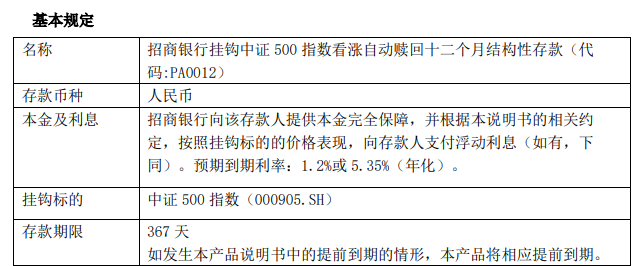 基本规定
名称
招商银行挂钩中证 500 指数看涨自动赎回十二个月结构性存款（代
码:PA0012）
存款币种
人民币
本金及利息
招商银行向该存款人提供本金完全保障，并根据本说明书的相关约
定，按照挂钩标的的价格表现，向存款人支付浮动利息（如有，下
同）。预期到期利率：1.2%或 5.35%（年化）。
挂钩标的
中证 500 指数（000905.SH）
存款期限
367 天
如发生本产品说明书中的提前到期的情形，本产品将相应提前到期。